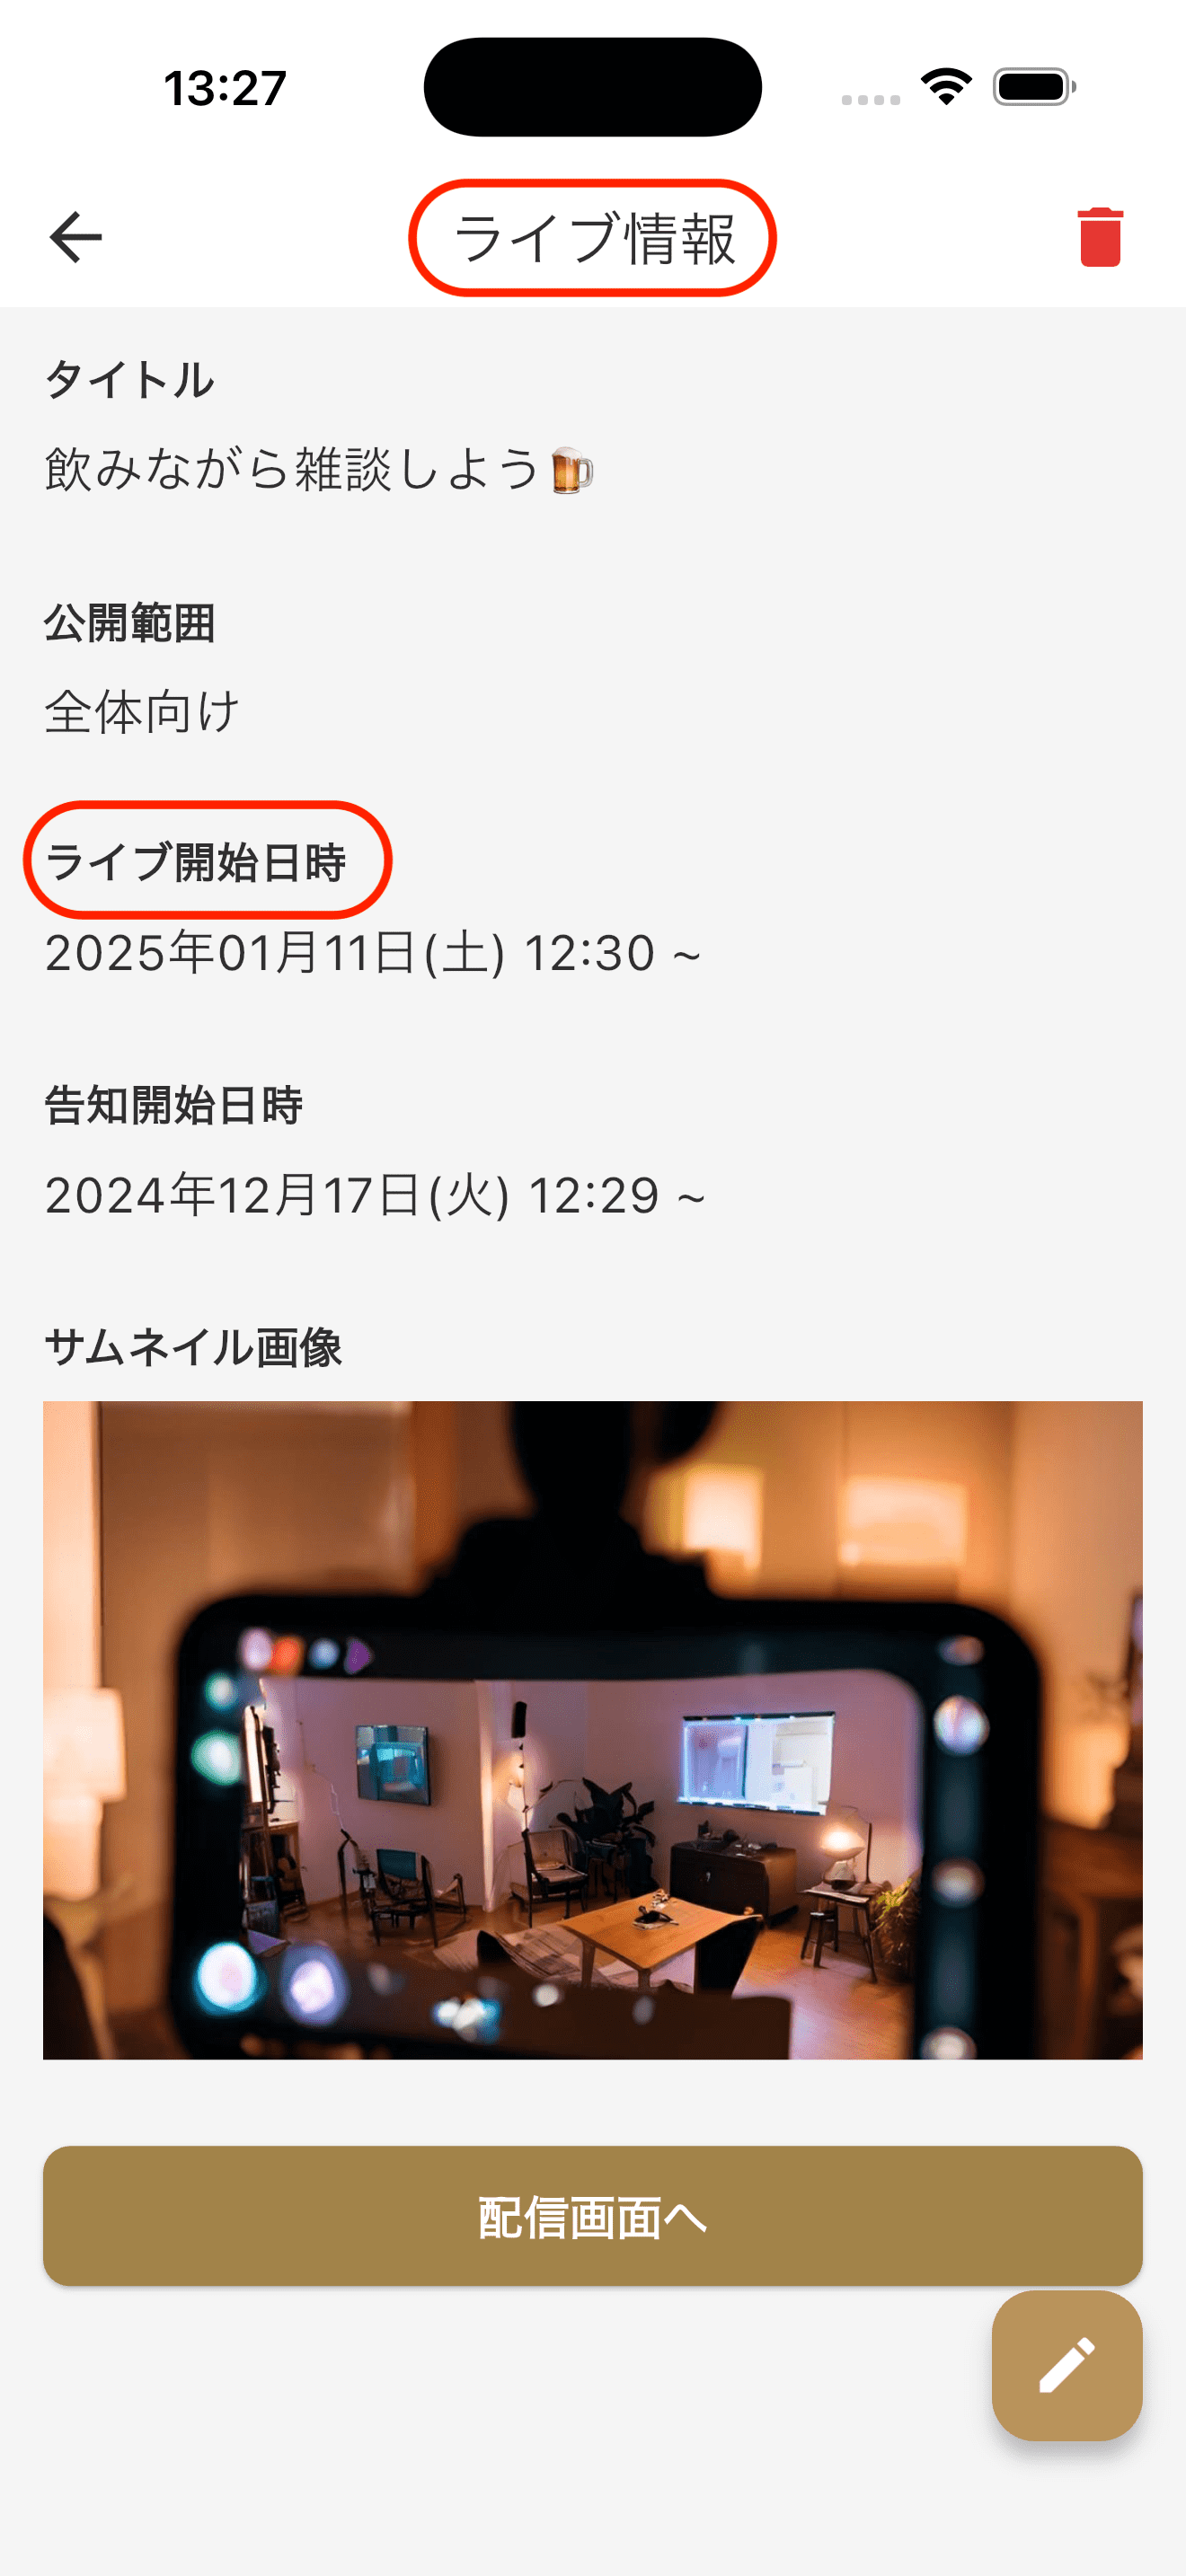 13:27
ライブ情報
タイトル
飲みながら雑談しよう🍺
公開範囲
全体向け
ライブ開始日時
2025年01月11日(土) 12:30 ~
告知開始日時
2024年12月17日(火) 12:29 ~
サムネイル画像
配信画面へ